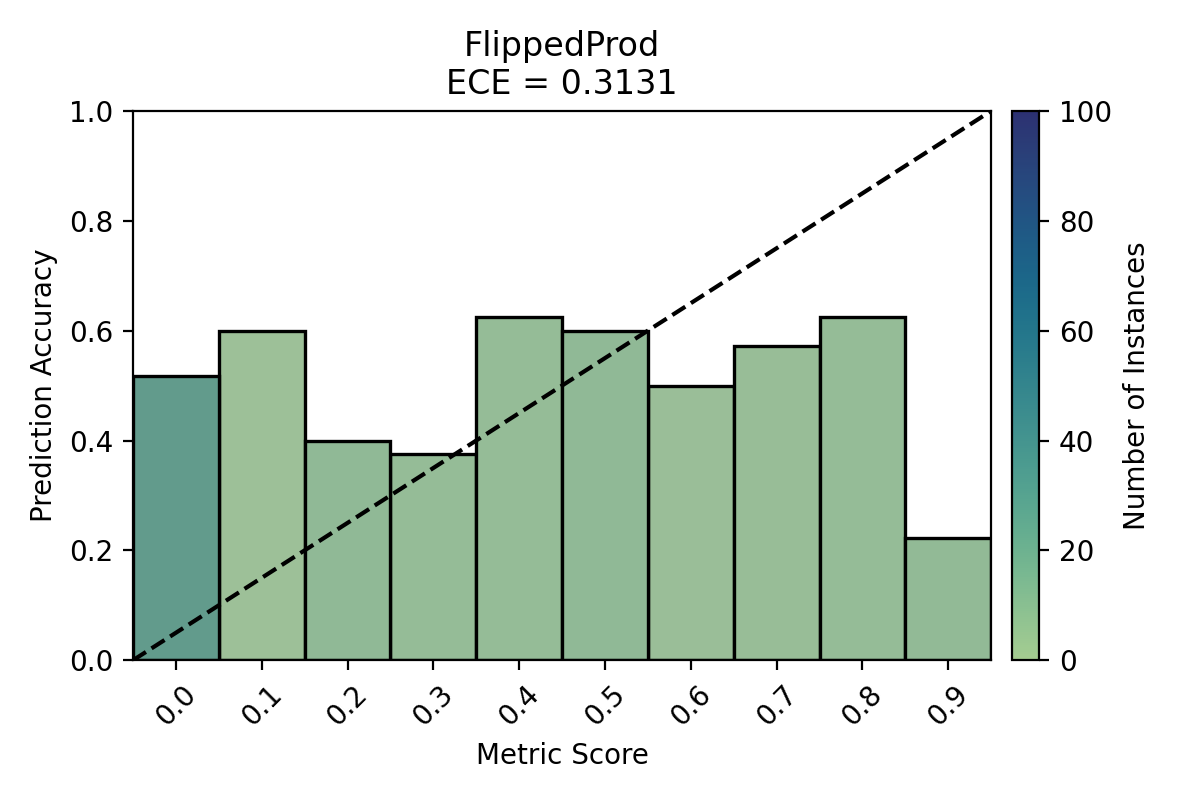 FlippedProd
ECE = 0.3131
Prediction Accuracy
1.0
0.8
0.6
0.4
0.2
0.0
0.0 0.1 0.2 0.3 0.4 0.5 0.6 0.7 0.8 0.9
Metric Score
100
80
60
40
20
0
Number of Instances